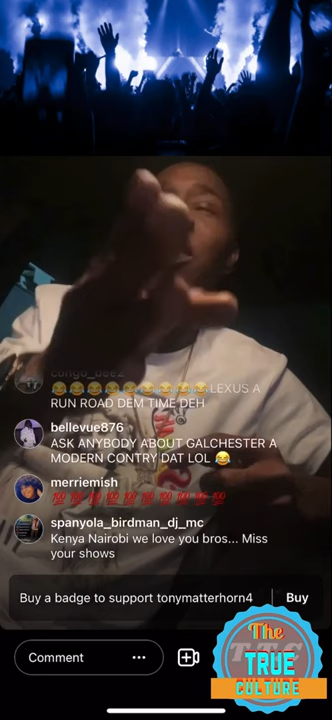 congo_bee2
😂😂😂😂😂😂😂😂😂😂LEXUS A
RUN ROAD DEM TIME DEH
bellevue876
ASK ANYBODY ABOUT GALCHESTER A
MODERN CONTRY DAT LOL 😂
merriemish
💯💯💯💯💯💯💯💯💯💯
spanyola_birdman_dj_mc
Kenya Nairobi we love you bros... Miss
your shows
Buy a badge to support tonymatterhorn4
Buy
Comment
The
T.T.C
TRUE
CULTURE